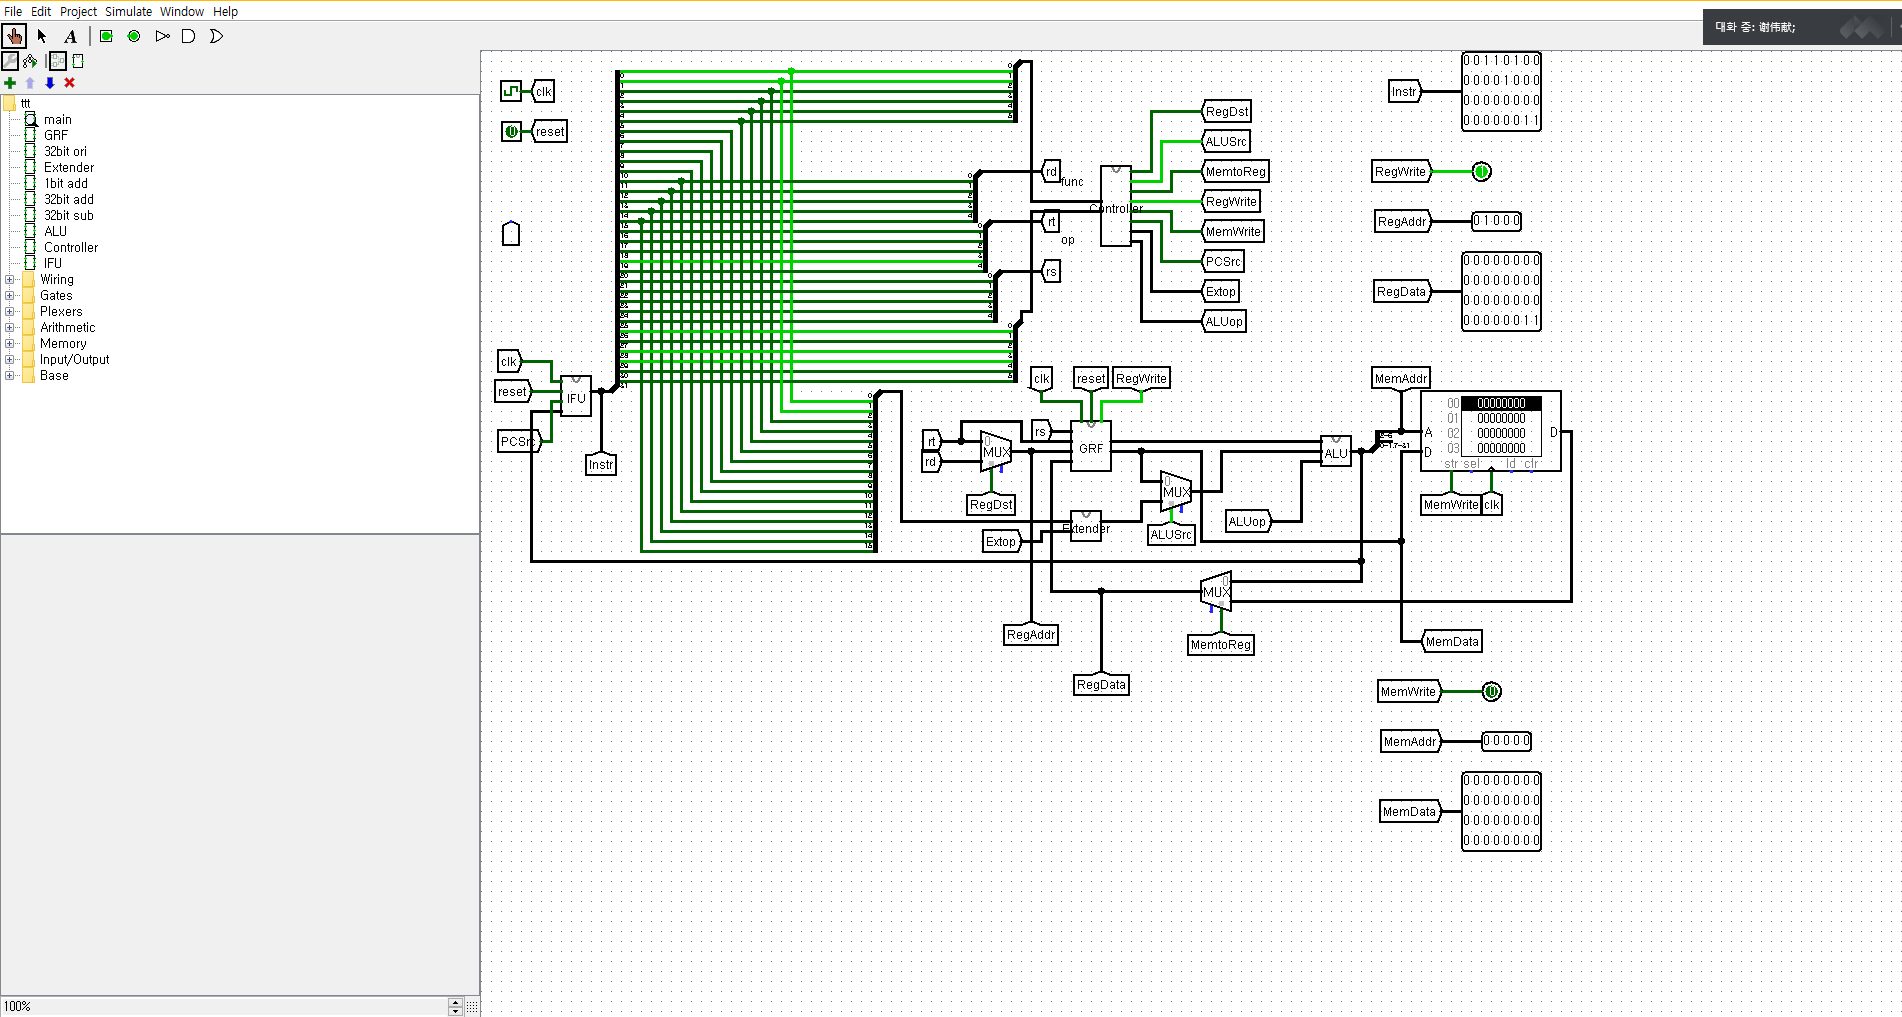 File Edit Project Simulate Window Help
대화 중: 谢伟献;
A
ttt
main
GRF
32bit ori
Extender
1bit add
32bit add
32bit sub
ALU
Controller
IFU
Wiring
Gates
Plexers
Arithmetic
Memory
Input/Output
Base
100%
clk
0 reset
clk
reset
PCSrc
IFU
Instr
rd
func
rt
op
rs
Controller
RegDst
ALUSrc
MemtoReg
RegWrite
MemWrite
PCSrc
Extop
ALUop
Instr
0 0 1 1 0 1 0 0
0 0 0 0 1 0 0 0
0 0 0 0 0 0 0 0
0 0 0 0 0 0 1 1
RegWrite 1
RegAddr 0 1 0 0 0
RegData
0 0 0 0 0 0 0 0
0 0 0 0 0 0 0 0
0 0 0 0 0 0 0 0
0 0 0 0 0 0 1 1
clk reset RegWrite
rt
rd
0
MUX
RegDst
rs
GRF
0
MUX
ALUSrc
Extender
Extop
ALUop
ALU
MemAddr
00 00000000
01 00000000
02 00000000
03 00000000
A
D
D
str sel ld clr
MemWrite clk
0
MUX
MemtoReg
RegAddr
RegData
MemData
MemWrite 0
MemAddr 0 0 0 0 0
MemData
0 0 0 0 0 0 0 0
0 0 0 0 0 0 0 0
0 0 0 0 0 0 0 0
0 0 0 0 0 0 0 0